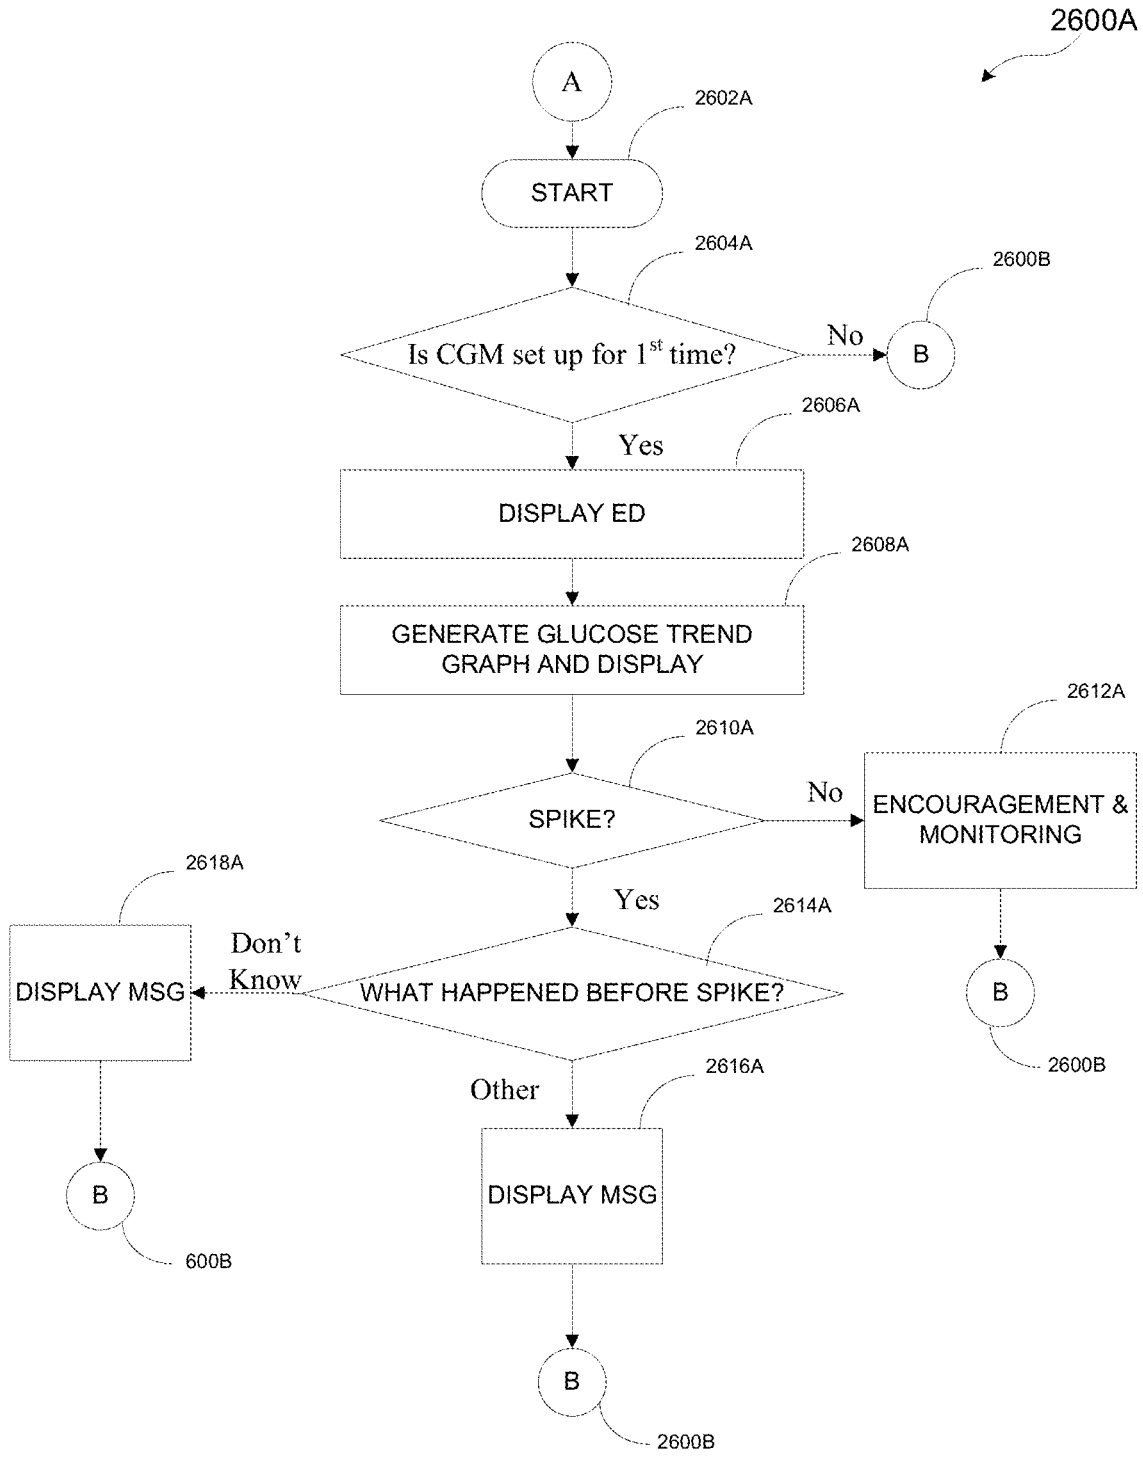 2600A
A
2602A
START
2604A
2600B
Is CGM set up for 1st time?
No
B
2606A
Yes
DISPLAY ED
2608A
GENERATE GLUCOSE TREND
GRAPH AND DISPLAY
2612A
2610A
SPIKE?
No
ENCOURAGEMENT &
MONITORING
2618A
Yes
2614A
Don't
Know
DISPLAY MSG
WHAT HAPPENED BEFORE SPIKE?
B
2600B
2616A
Other
DISPLAY MSG
B
600B
B
2600B